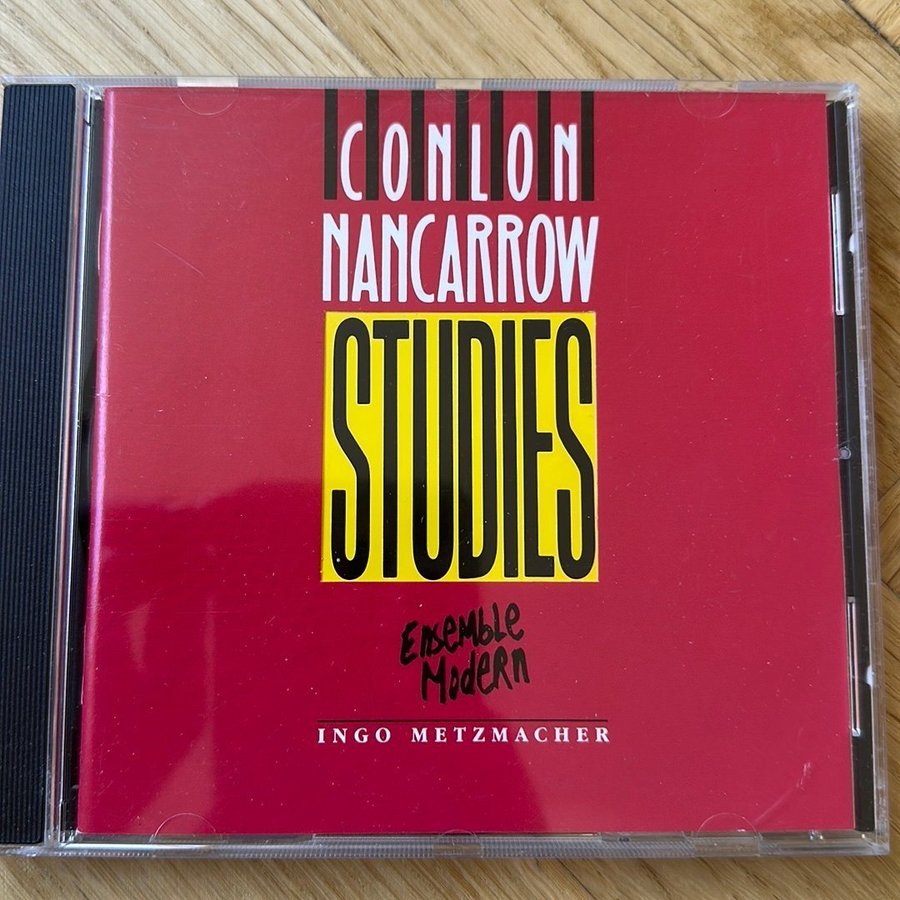 CONLON
NANCARROW
STUDIES
Ensemble
Modern
INGO METZMACHER